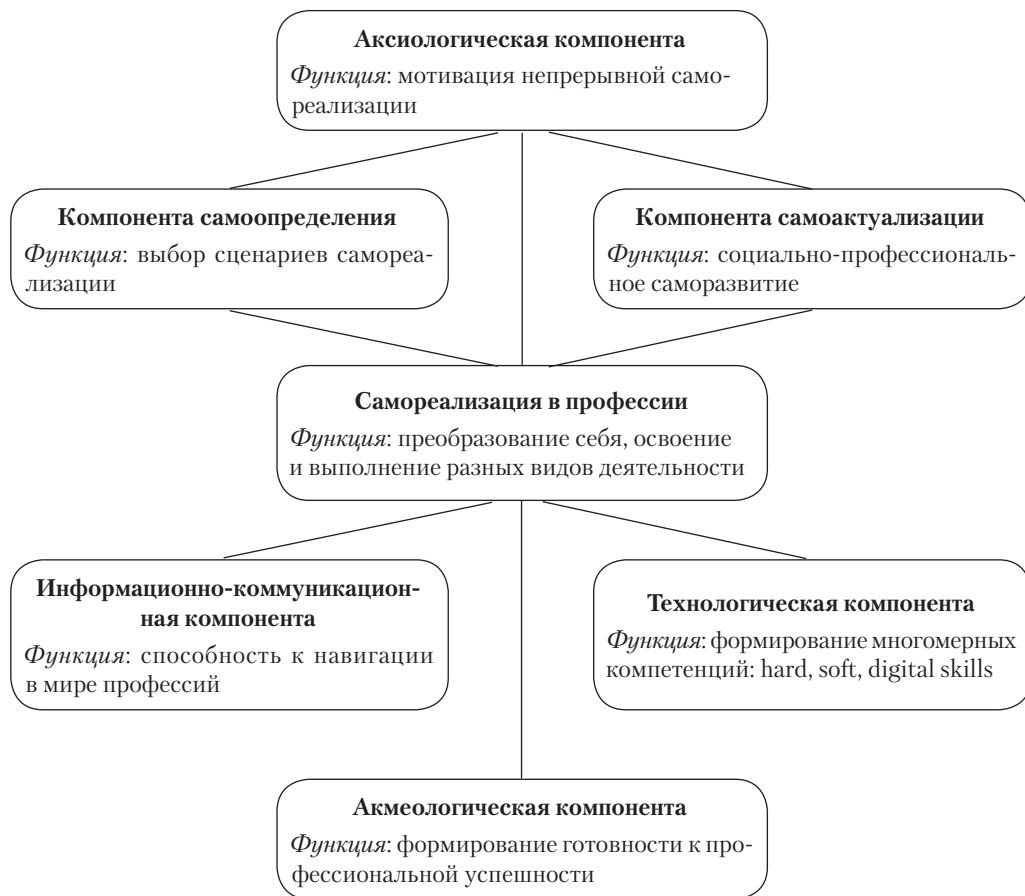 Аксиологическая компонента
Функция: мотивация непрерывной само-
реализации
Компонента самоопределения
Функция: выбор сценариев самореа-
лизации
Компонента самоактуализации
Функция: социально-профессиональ-
ное саморазвитие
Самореализация в профессии
Функция: преобразование себя, освоение
и выполнение разных видов деятельности
Информационно-коммуникацион-
ная компонента
Функция: способность к навигации
в мире профессий
Технологическая компонента
Функция: формирование многомерных
компетенций: hard, soft, digital skills
Акмеологическая компонента
Функция: формирование готовности к про-
фессиональной успешности